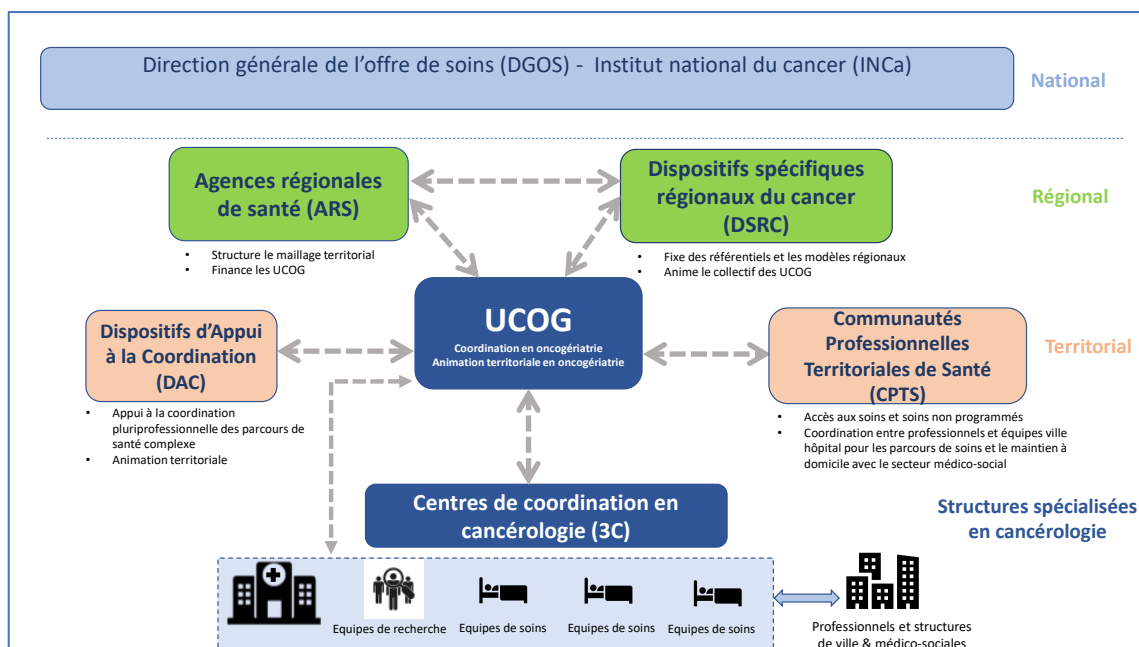 Direction générale de l'offre de soins (DGOS) - Institut national du cancer (INCa)
National
Agences régionales
de santé (ARS)
Dispositifs spécifiques
régionaux du cancer
(DSRC)
Régional
• Structure le maillage territorial
• Finance les UCOG
• Fixe des référentiels et les modèles régionaux
• Anime le collectif des UCOG
Dispositifs d'Appui
à la Coordination
(DAC)
UCOG
Coordination en oncogériatrie
Animation territoriale en oncogériatrie
Communautés
Professionnelles
Territoriales de Santé
(CPTS)
Territorial
• Appui à la coordination
pluriprofessionnelle des parcours de
santé complexe
• Animation territoriale
• Accès aux soins et soins non programmés
• Coordination entre professionnels et équipes ville
hôpital pour les parcours de soins et le maintien à
domicile avec le secteur médico-social
Centres de coordination en
cancérologie (3C)
Structures spécialisées
en cancérologie
Equipes de recherche
Equipes de soins
Equipes de soins
Equipes de soins
Professionnels et structures
de ville & médico-sociales